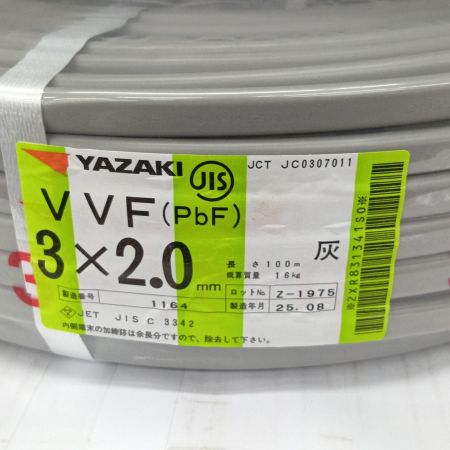 YAZAKI JIS JCT JC0307011
VVF(PbF)
3×2.0mm
長さ 100m
概算質量 16kg
灰
製造番号 1164
ロットNo. Z-1975
製造年月 25.08
JET JIS C 3342
内側端末の加締跡は余長分ですので、除去して下さい。
※2XR831341SO※
3